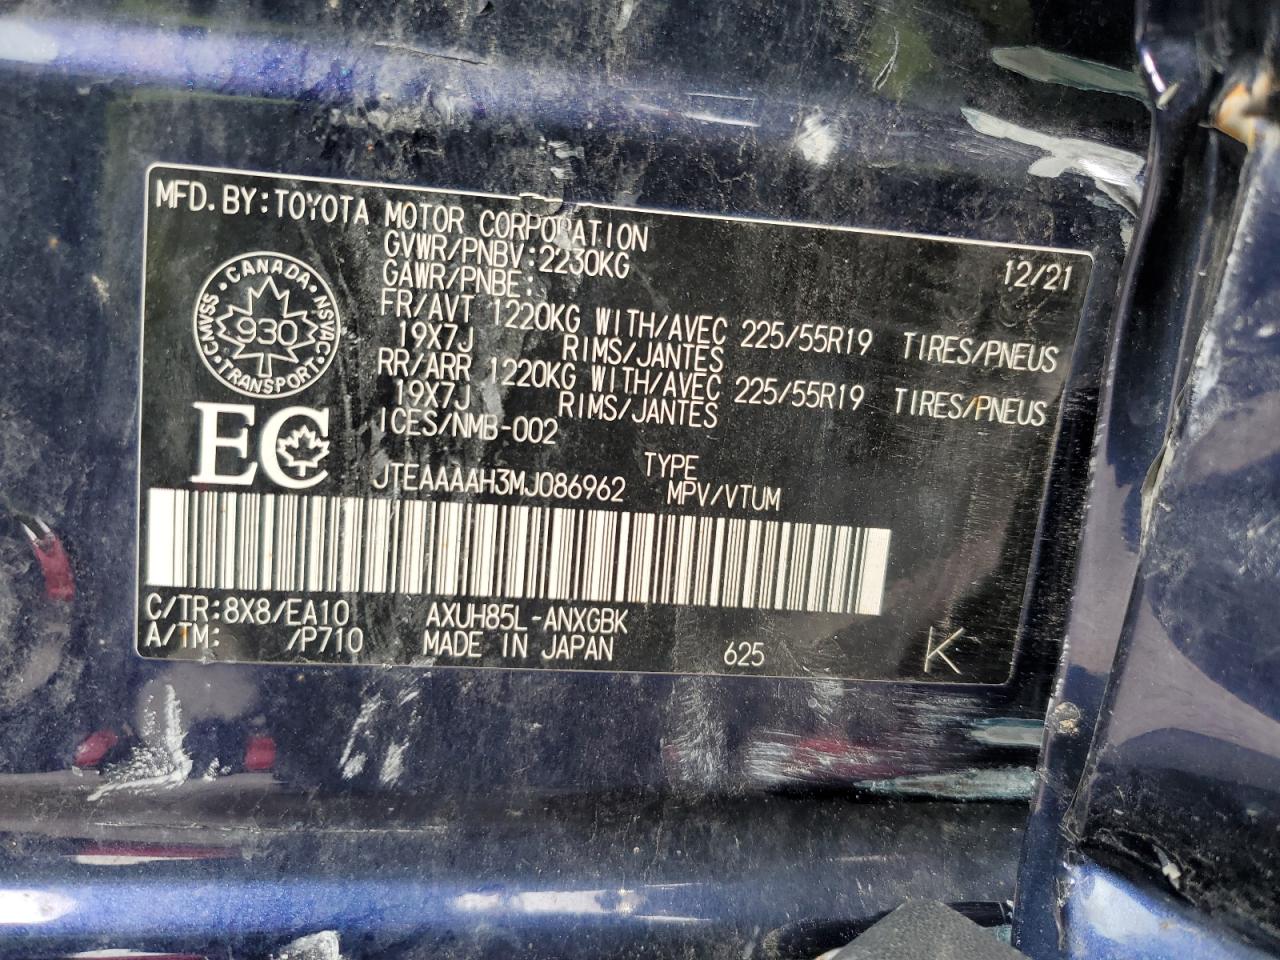 MFD. BY: TOYOTA MOTOR CORPORATION
GVWR/PNBV: 2230KG 12/21
GAWR/PNBE:
FR/AVT 1220KG WITH/AVEC 225/55R19 TIRES/PNEUS
19X7J RIMS/JANTES
RR/ARR 1220KG WITH/AVEC 225/55R19 TIRES/PNEUS
19X7J RIMS/JANTES
ICES/NMB-002
CANADA
CMVSS NSVAC
930
TRANSPORT
EC
JTEAAAAH3MJ086962 TYPE
MPV/VTUM
C/TR: 8X8/EA10 AXUH85L-ANXGBK
A/TM: /P710 MADE IN JAPAN 625 K